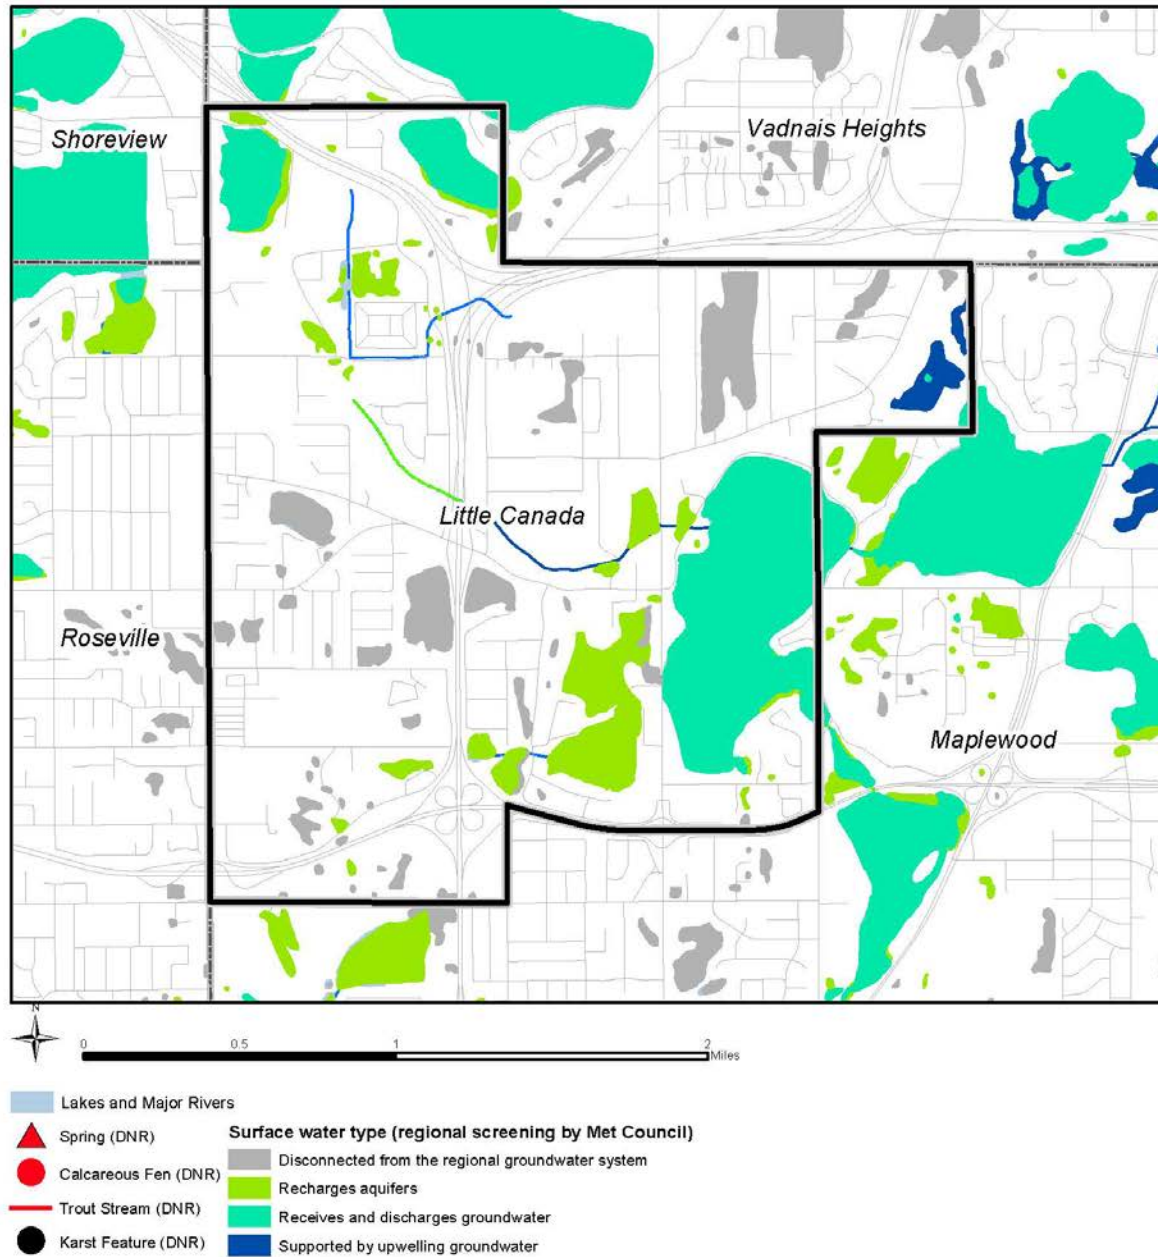 Shoreview
Vadnais Heights
Little Canada
Roseville
Maplewood
N
0 0.5 1 2
Miles
Lakes and Major Rivers
Spring (DNR)
Calcareous Fen (DNR)
Trout Stream (DNR)
Karst Feature (DNR)
Surface water type (regional screening by Met Council)
Disconnected from the regional groundwater system
Recharges aquifers
Receives and discharges groundwater
Supported by upwelling groundwater